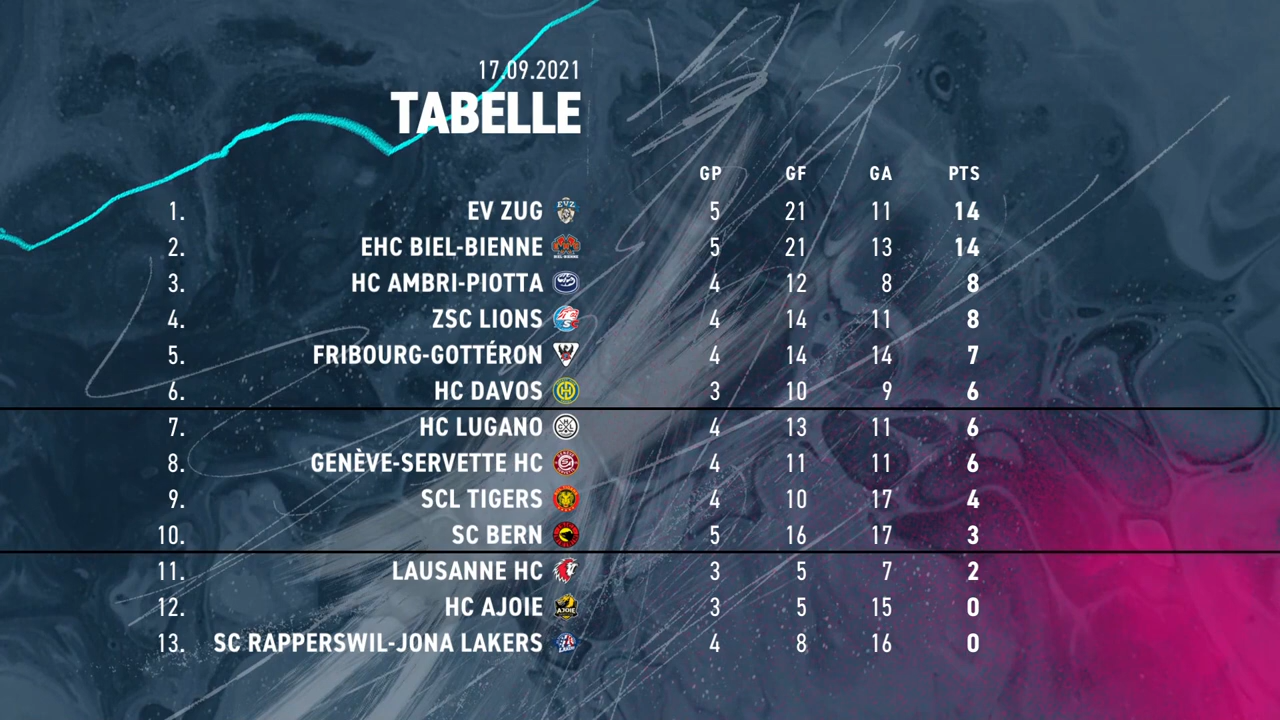 17.09.2021
TABELLE
GP GF GA PTS
1. EV ZUG 5 21 11 14
2. EHC BIEL-BIENNE 5 21 13 14
3. HC AMBRI-PIOTTA 4 12 8 8
4. ZSC LIONS 4 14 11 8
5. FRIBOURG-GOTTÉRON 4 14 14 7
6. HC DAVOS 3 10 9 6
7. HC LUGANO 4 13 11 6
8. GENÈVE-SERVETTE HC 4 11 11 6
9. SCL TIGERS 4 10 17 4
10. SC BERN 5 16 17 3
11. LAUSANNE HC 3 5 7 2
12. HC AJOIE 3 5 15 0
13. SC RAPPERSWIL-JONA LAKERS 4 8 16 0